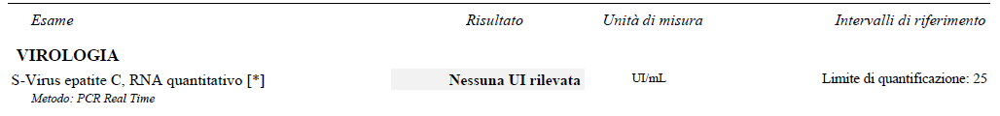 Esame Risultato Unità di misura Intervalli di riferimento
VIROLOGIA
S-Virus epatite C, RNA quantitativo [*] Nessuna UI rilevata UI/mL Limite di quantificazione: 25
Metodo: PCR Real Time